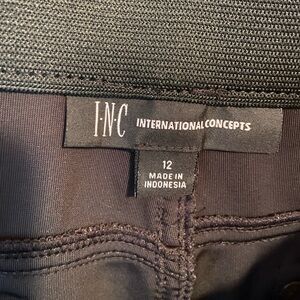 I·N·C INTERNATIONAL CONCEPTS
12
MADE IN
INDONESIA